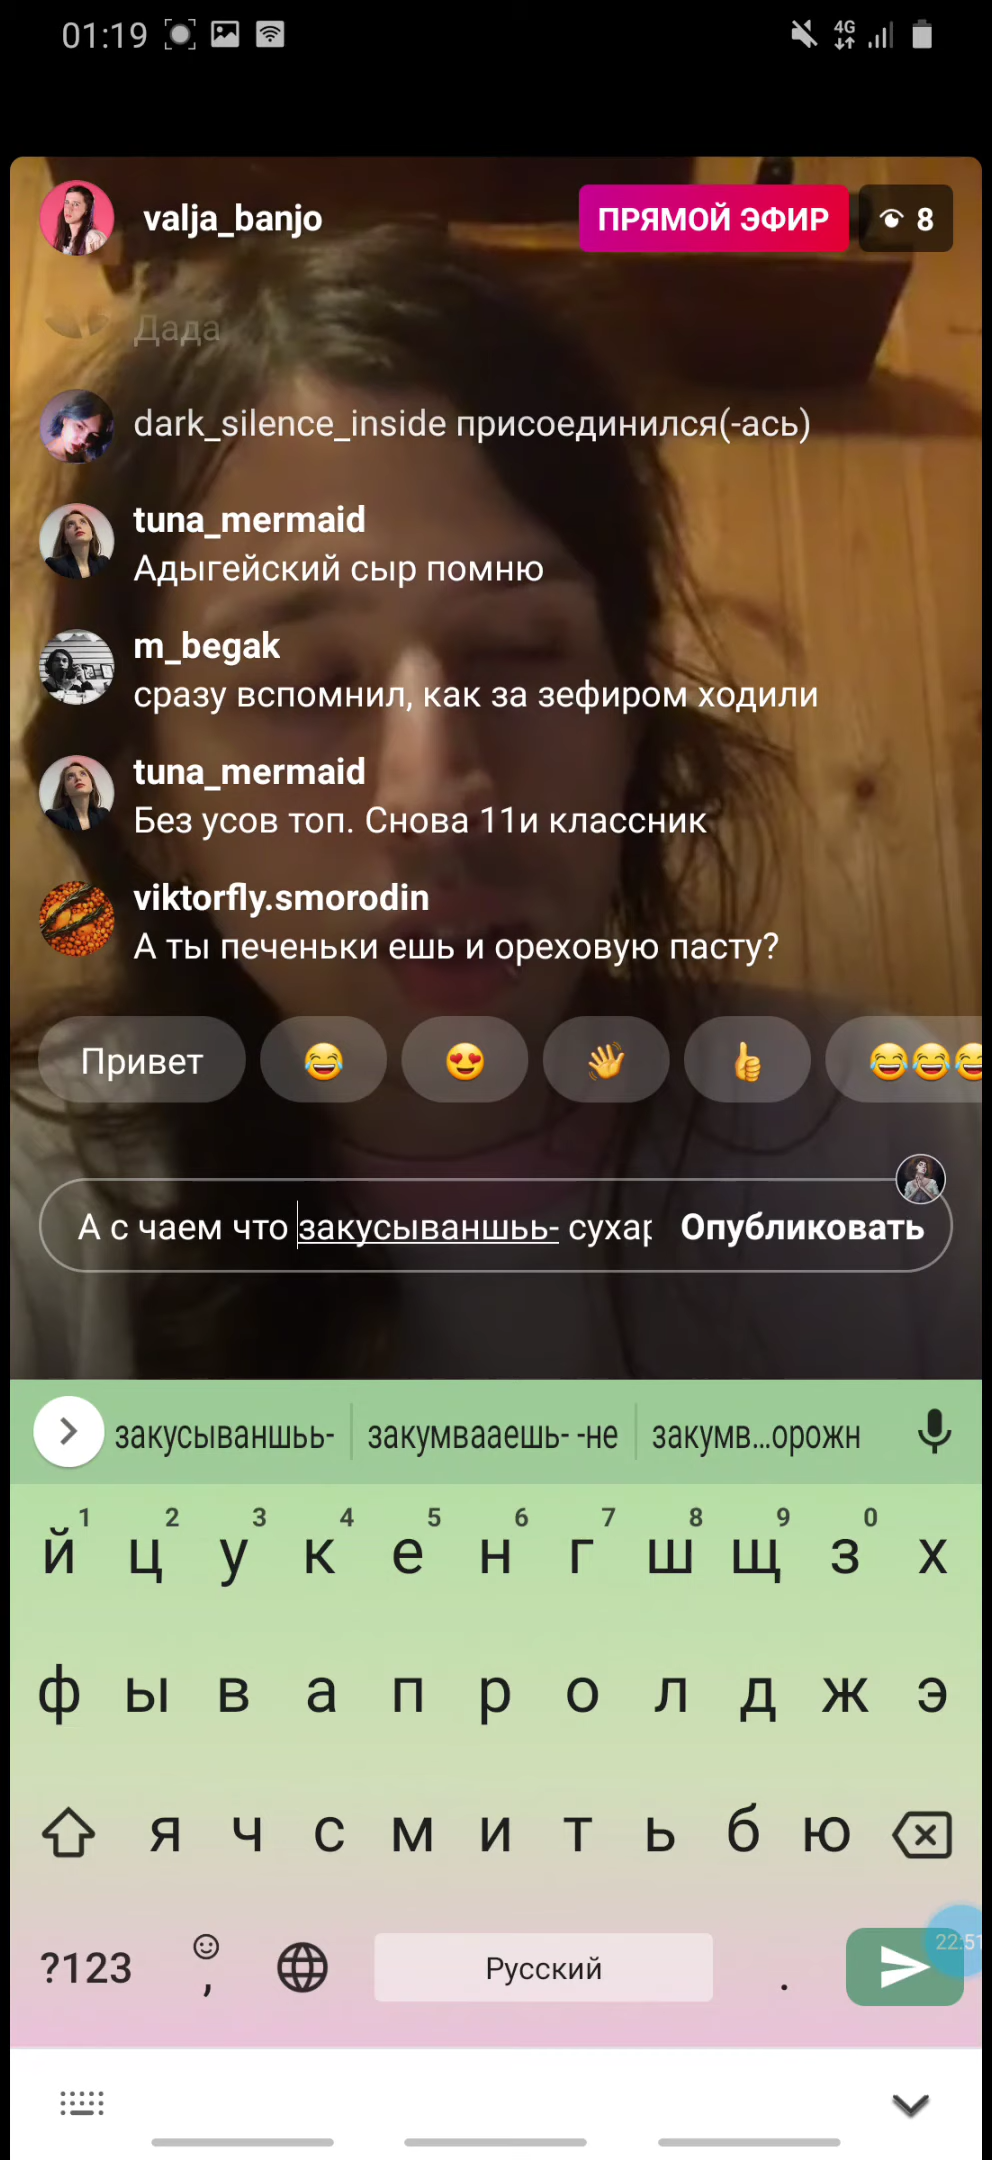 01:19 4G
valja_banjo ПРЯМОЙ ЭФИР 8
Дада
dark_silence_inside присоединился(-ась)
tuna_mermaid
Адыгейский сыр помню
m_begak
сразу вспомнил, как за зефиром ходили
tuna_mermaid
Без усов топ. Снова 11и классник
viktorfly.smorodin
А ты печеньки ешь и ореховую пасту?
Привет
А с чаем что закусываншьь- сухар Опубликовать
закусываншьь- закумвааешь- -не закумв...орожн
1 2 3 4 5 6 7 8 9 0
й ц у к е н г ш щ з х
ф ы в а п р о л д ж э
я ч с м и т ь б ю
?123 , Русский .
22:51